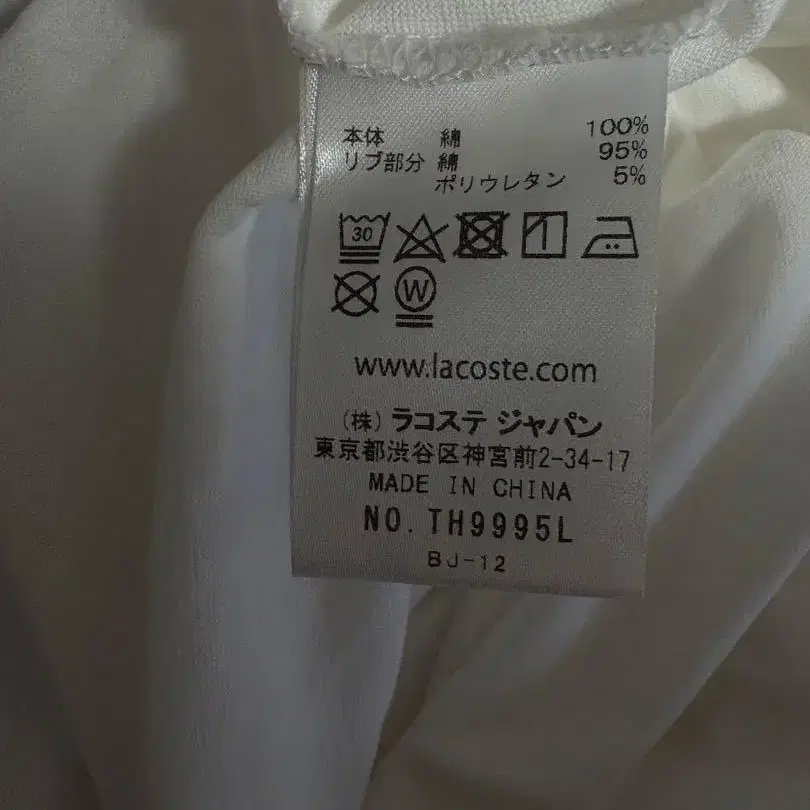 本体 綿 100%
リブ部分 綿 95%
ポリウレタン 5%
30
W
www.lacoste.com
(株) ラコステ ジャパン
東京都渋谷区神宮前2-34-17
MADE IN CHINA
NO. TH9995L
BJ-12